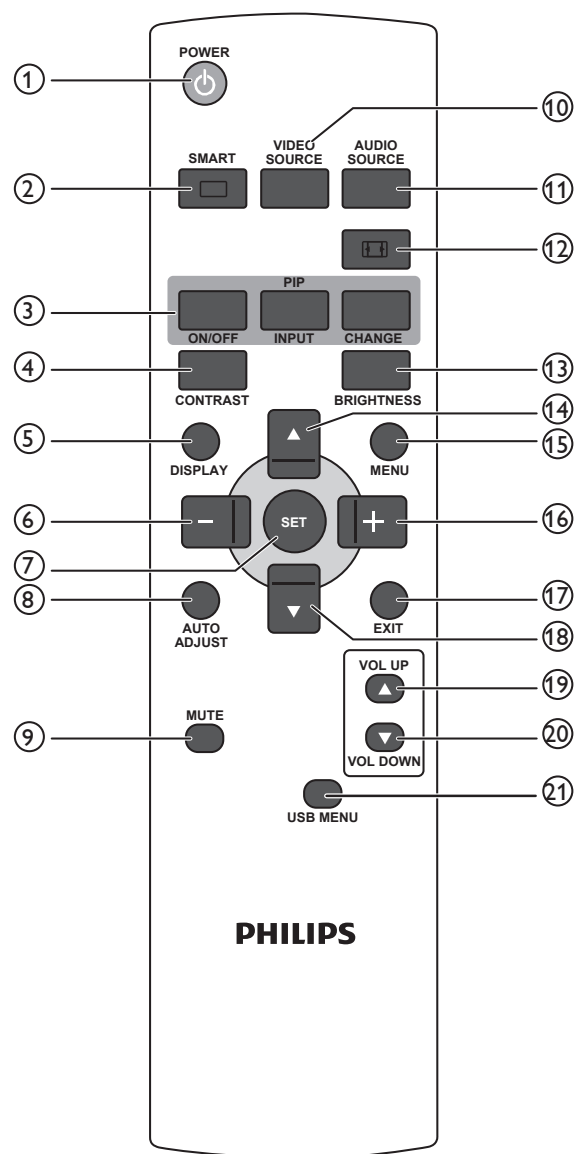 POWER
1
10
VIDEO SOURCE
AUDIO SOURCE
SMART
2
11
12
PIP
3
ON/OFF
INPUT
CHANGE
4
13
CONTRAST
BRIGHTNESS
14
5
15
DISPLAY
MENU
6
-
SET
+
16
7
8
17
AUTO ADJUST
EXIT
18
VOL UP
19
MUTE
9
20
VOL DOWN
21
USB MENU
PHILIPS